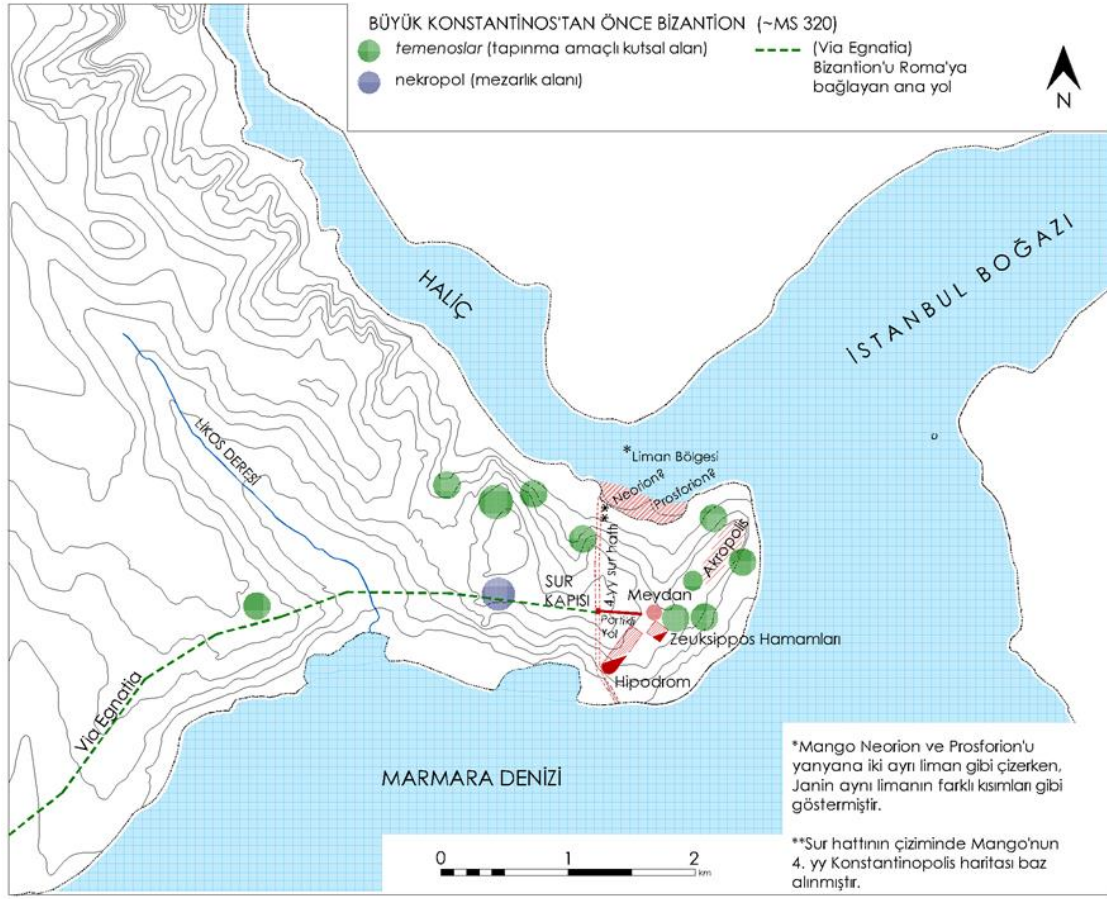 BÜYÜK KONSTANTİNOS'TAN ÖNCE BİZANTİON (~MS 320)
temenoslar (tapınma amaçlı kutsal alan)
nekropol (mezarlık alanı)
(Via Egnatia)
Bizantion'u Roma'ya
bağlayan ana yol
N
HALİÇ
İSTANBUL BOĞAZI
LİKOS DERESİ
*Liman Bölgesi
Neorion?
Prosforion?
**
4.yy sur hattı
Akropolis
SUR
KAPISI
Meydan
Portikli
Yol
Zeuksippos Hamamları
Hipodrom
Via Egnatia
MARMARA DENİZİ
*Mango Neorion ve Prosforion'u
yanyana iki ayrı liman gibi çizerken,
Janin aynı limanın farklı kısımları gibi
göstermiştir.
**Sur hattının çiziminde Mango'nun
4. yy Konstantinopolis haritası baz
alınmıştır.
0 1 2
km